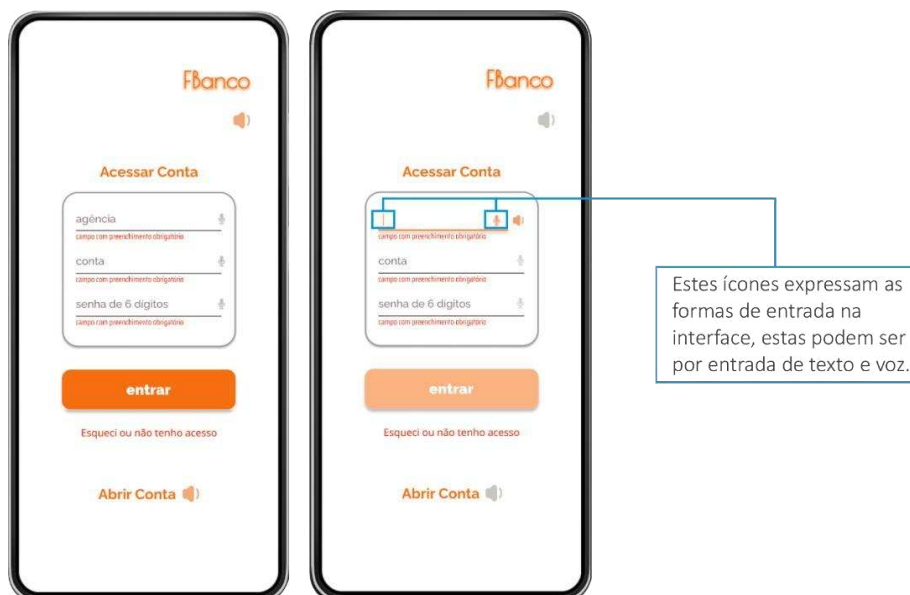 FBanco
Acessar Conta
agência
campo com preenchimento obrigatório
conta
campo com preenchimento obrigatório
senha de 6 dígitos
campo com preenchimento obrigatório
entrar
Esqueci ou não tenho acesso
Abrir Conta
FBanco
Acessar Conta
campo com preenchimento obrigatório
conta
campo com preenchimento obrigatório
senha de 6 dígitos
campo com preenchimento obrigatório
entrar
Esqueci ou não tenho acesso
Abrir Conta
Estes ícones expressam as
formas de entrada na
interface, estas podem ser
por entrada de texto e voz.